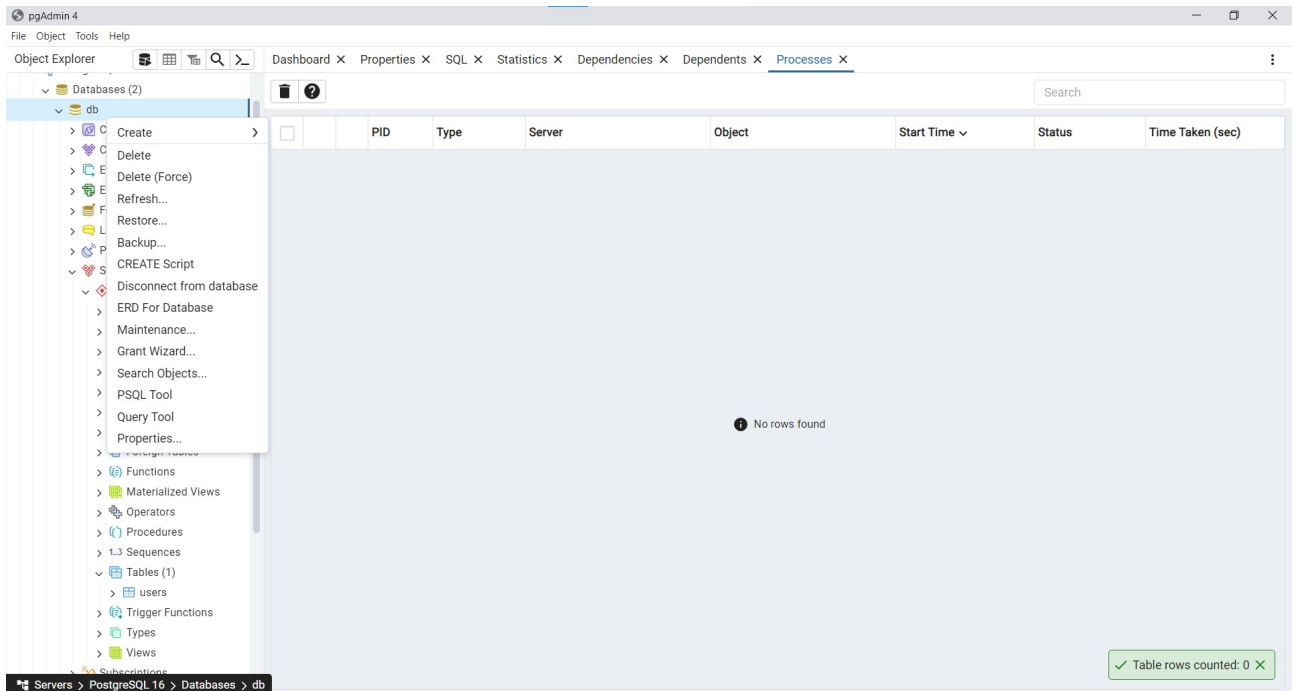 pgAdmin 4
File Object Tools Help
Object Explorer
Dashboard Properties SQL Statistics Dependencies Dependents Processes
Databases (2)
db
Search
PID Type Server Object Start Time Status Time Taken (sec)
C
C
E
E
F
L
P
S
Create
Delete
Delete (Force)
Refresh...
Restore...
Backup...
CREATE Script
Disconnect from database
ERD For Database
Maintenance...
Grant Wizard...
Search Objects...
PSQL Tool
Query Tool
Properties...
No rows found
Foreign Tables
Functions
Materialized Views
Operators
Procedures
1..3 Sequences
Tables (1)
users
Trigger Functions
Types
Views
Subscriptions
Table rows counted: 0
Servers > PostgreSQL 16 > Databases > db